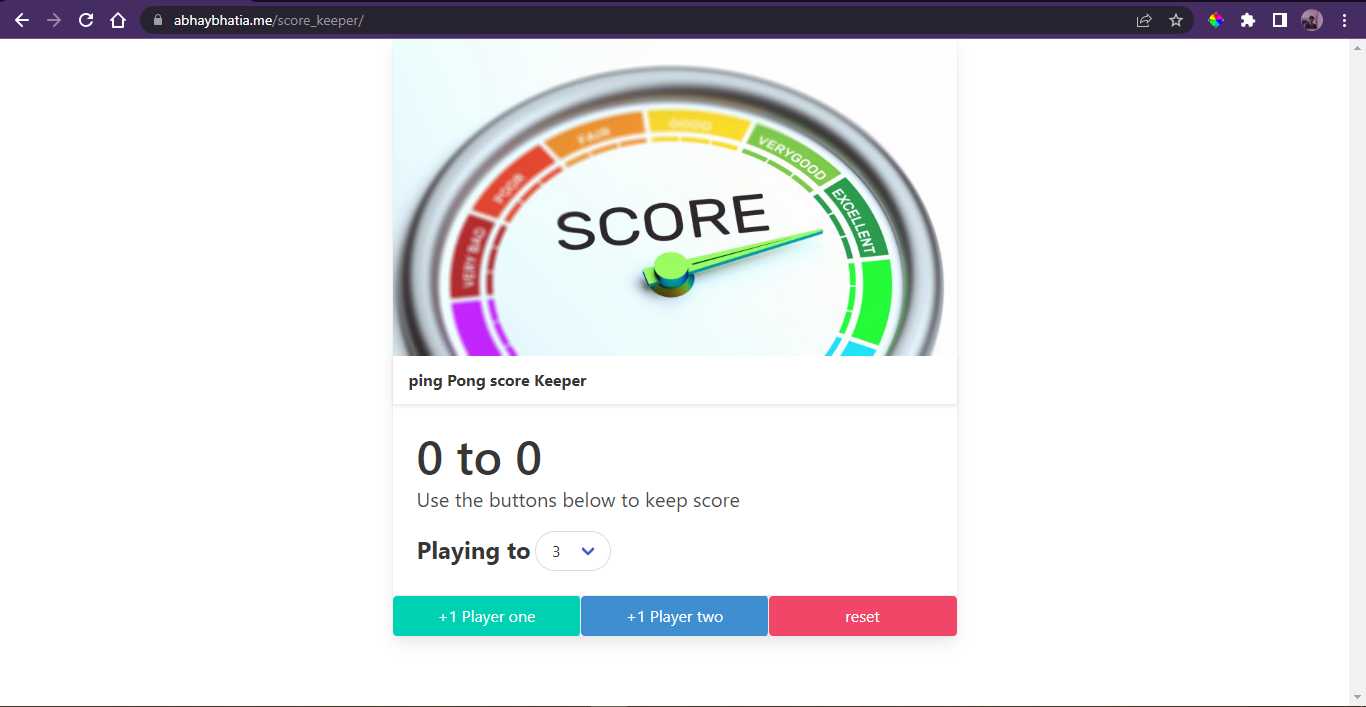 abhaybhatia.me/score_keeper/
VERY BAD
POOR
FAIR
GOOD
VERYGOOD
EXCELLENT
SCORE
ping Pong score Keeper
0 to 0
Use the buttons below to keep score
Playing to 3
+1 Player one +1 Player two reset